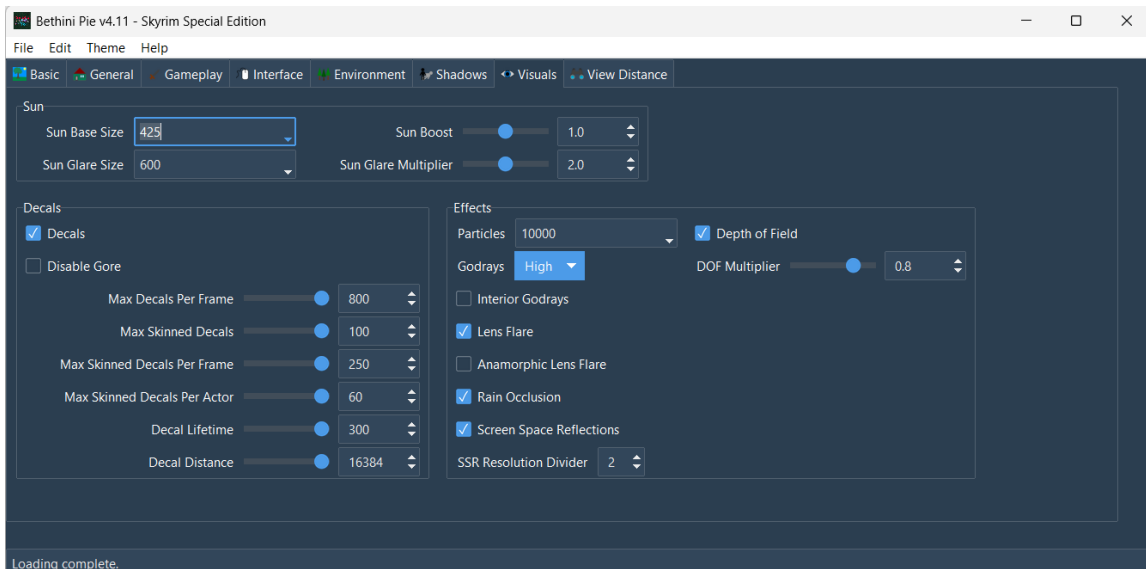 Bethini Pie v4.11 - Skyrim Special Edition
File Edit Theme Help
Basic General Gameplay Interface Environment Shadows Visuals View Distance
Sun
Sun Base Size 425 Sun Boost 1.0
Sun Glare Size 600 Sun Glare Multiplier 2.0
Decals
Decals
Disable Gore
Max Decals Per Frame 800
Max Skinned Decals 100
Max Skinned Decals Per Frame 250
Max Skinned Decals Per Actor 60
Decal Lifetime 300
Decal Distance 16384
Effects
Particles 10000 Depth of Field
Godrays High DOF Multiplier 0.8
Interior Godrays
Lens Flare
Anamorphic Lens Flare
Rain Occlusion
Screen Space Reflections
SSR Resolution Divider 2
Loading complete.